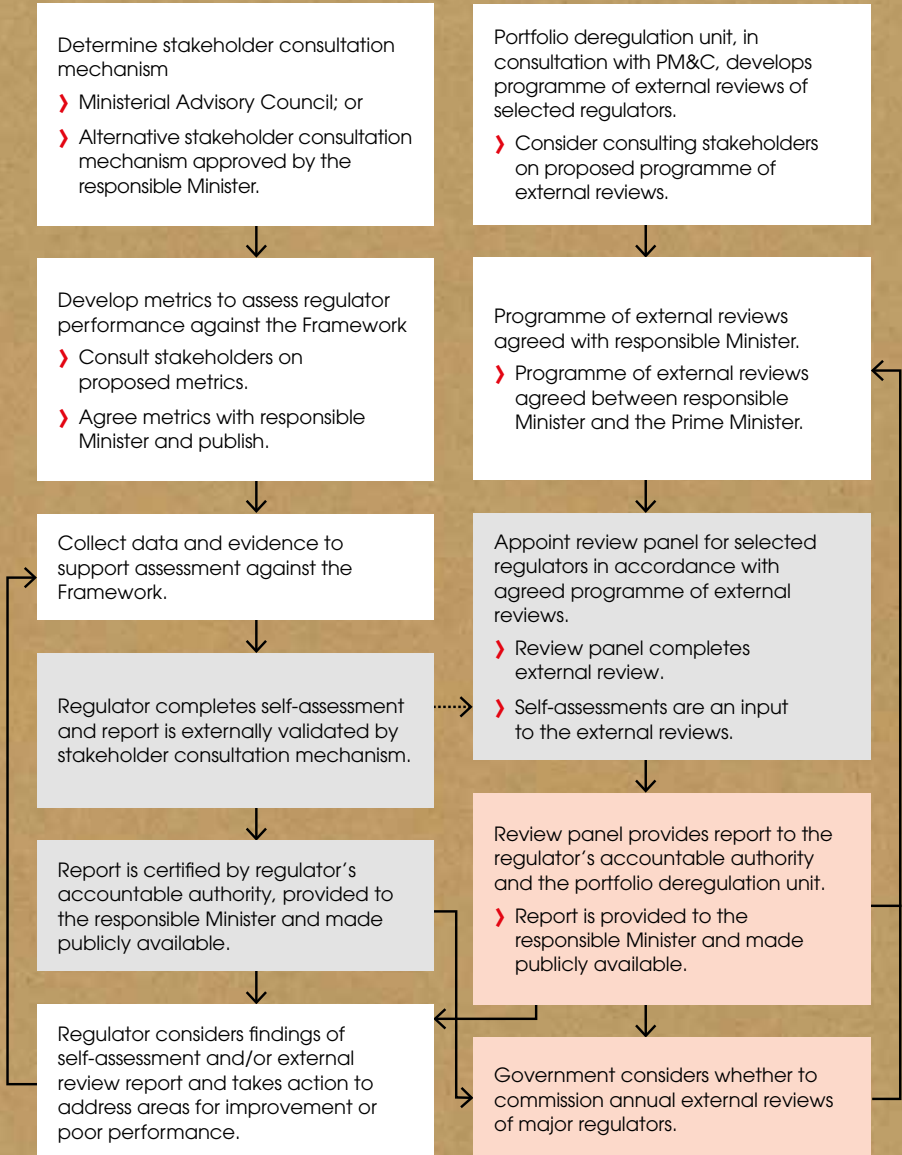 Determine stakeholder consultation
mechanism
❯ Ministerial Advisory Council; or
❯ Alternative stakeholder consultation
mechanism approved by the
responsible Minister.
Develop metrics to assess regulator
performance against the Framework
❯ Consult stakeholders on
proposed metrics.
❯ Agree metrics with responsible
Minister and publish.
Collect data and evidence to
support assessment against the
Framework.
Regulator completes self-assessment
and report is externally validated by
stakeholder consultation mechanism.
Report is certified by regulator’s
accountable authority, provided to
the responsible Minister and made
publicly available.
Regulator considers findings of
self-assessment and/or external
review report and takes action to
address areas for improvement or
poor performance.
Portfolio deregulation unit, in
consultation with PM&C, develops
programme of external reviews of
selected regulators.
❯ Consider consulting stakeholders
on proposed programme of
external reviews.
Programme of external reviews
agreed with responsible Minister.
❯ Programme of external reviews
agreed between responsible
Minister and the Prime Minister.
Appoint review panel for selected
regulators in accordance with
agreed programme of external
reviews.
❯ Review panel completes
external review.
❯ Self-assessments are an input
to the external reviews.
Review panel provides report to the
regulator’s accountable authority
and the portfolio deregulation unit.
❯ Report is provided to the
responsible Minister and made
publicly available.
Government considers whether to
commission annual external reviews
of major regulators.